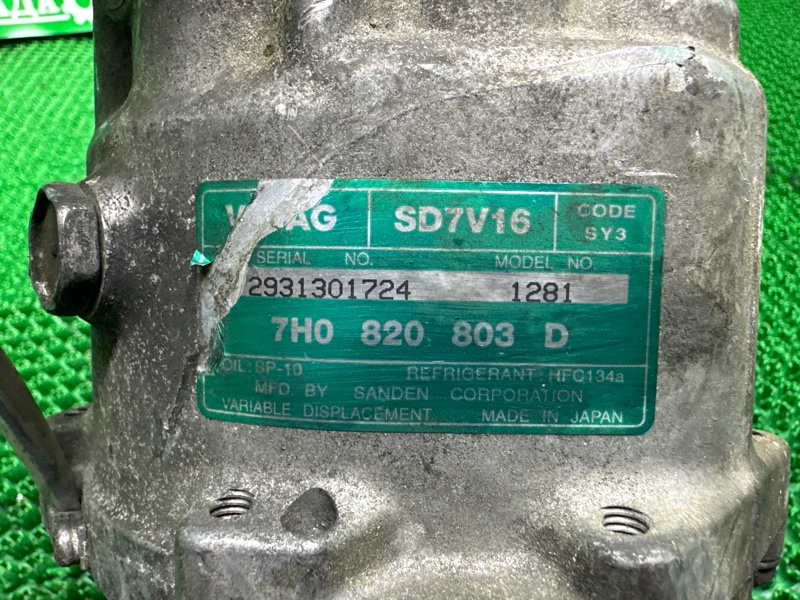 AG SD7V16 CODE SY3
SERIAL NO. MODEL NO
2931301724 1281
7H0 820 803 D
OIL: SP-10 REFRIGERANT: HFC134a
MFD. BY SANDEN CORPORATION
VARIABLE DISPLACEMENT MADE IN JAPAN